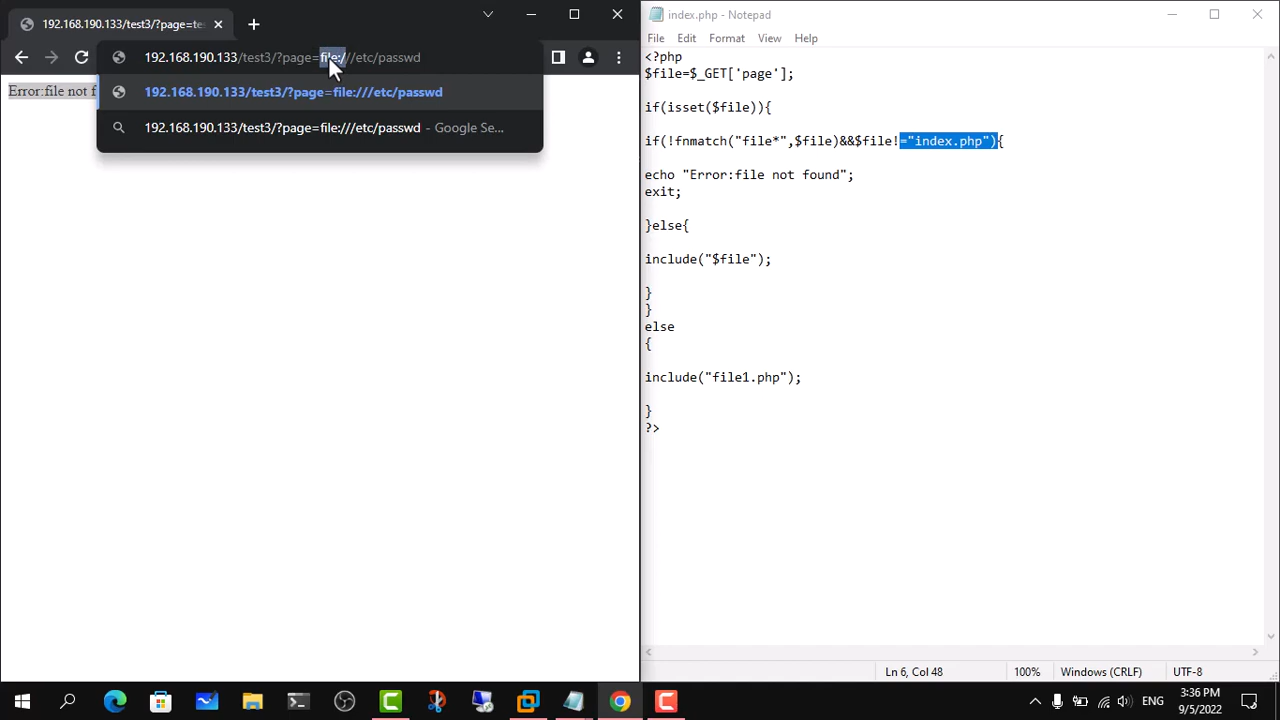 192.168.190.133/test3/?page=te
192.168.190.133/test3/?page=file:///etc/passwd
Error:file not f
192.168.190.133/test3/?page=file:///etc/passwd
192.168.190.133/test3/?page=file:///etc/passwd - Google Se...
index.php - Notepad
File Edit Format View Help
<?php
$file=$_GET['page'];
if(isset($file)){
if(!fnmatch("file*",$file)&&$file!="index.php"){
echo "Error:file not found";
exit;
}else{
include("$file");
}
}
else
{
include("file1.php");
}
?>
Ln 6, Col 48 100% Windows (CRLF) UTF-8
ENG
3:36 PM
9/5/2022